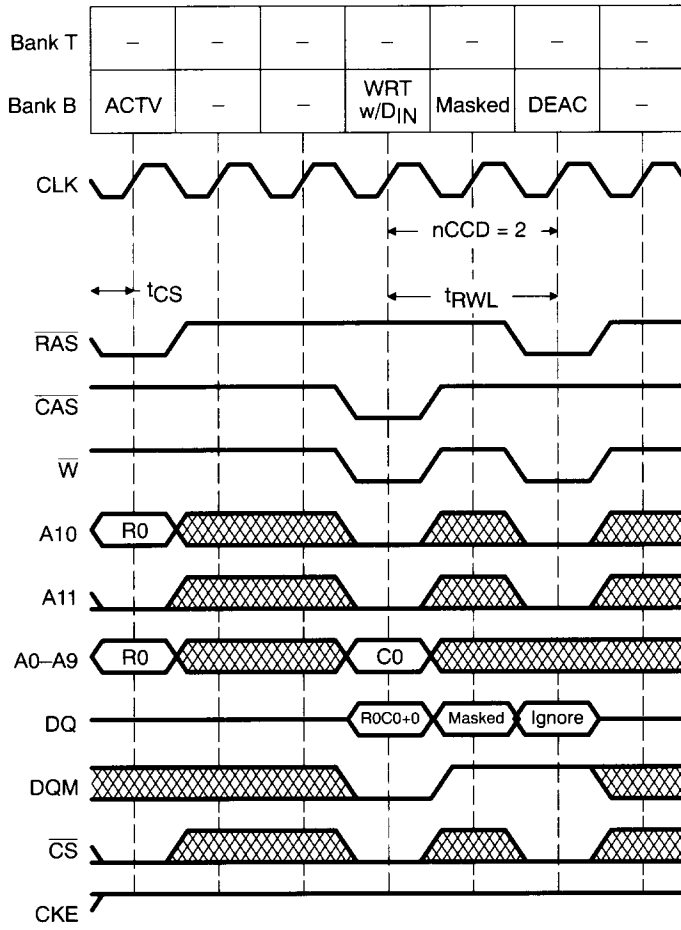 Bank T – – – – – – –
Bank B ACTV – – WRT w/DIN Masked DEAC –
CLK
nCCD = 2
tCS
tRWL
RAS
CAS
W
A10 R0
A11
A0–A9 R0 C0
DQ R0C0+0 Masked Ignore
DQM
CS
CKE